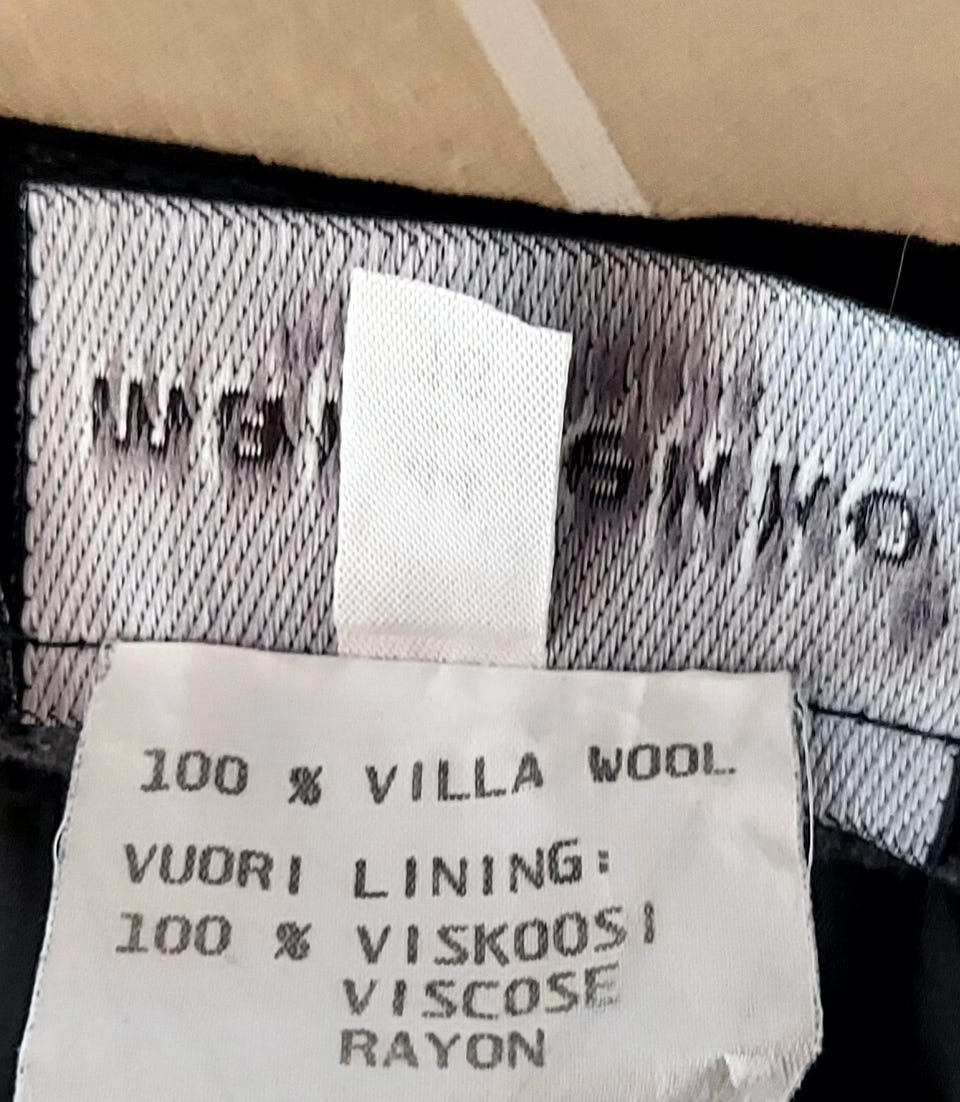 100 % VILLA WOOL
VUORI LINING:
100 % VISKOOSI
VISCOSE
RAYON